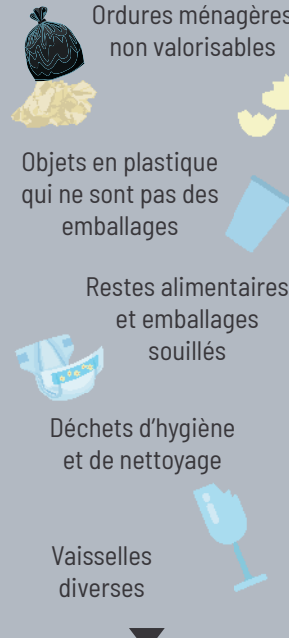 Ordures ménagères
non valorisables
Objets en plastique
qui ne sont pas des
emballages
Restes alimentaires
et emballages
souillés
Déchets d'hygiène
et de nettoyage
Vaisselles
diverses